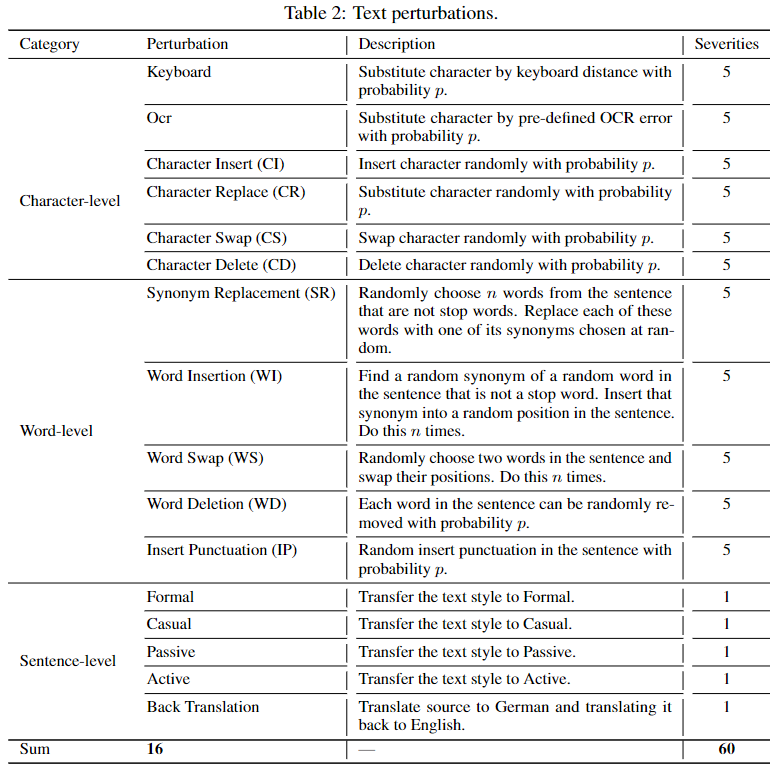 Table 2: Text perturbations.
Category Perturbation Description Severities
Keyboard Substitute character by keyboard distance with 5
probability p.
Ocr Substitute character by pre-defined OCR error 5
with probability p.
Character Insert (CI) Insert character randomly with probability p. 5
Character-level
Character Replace (CR) Substitute character randomly with probability 5
p.
Character Swap (CS) Swap character randomly with probability p. 5
Character Delete (CD) Delete character randomly with probability p. 5
Synonym Replacement (SR) Randomly choose n words from the sentence 5
that are not stop words. Replace each of these
words with one of its synonyms chosen at ran-
dom.
Word Insertion (WI) Find a random synonym of a random word in 5
the sentence that is not a stop word. Insert that
synonym into a random position in the sentence.
Word-level Do this n times.
Word Swap (WS) Randomly choose two words in the sentence and 5
swap their positions. Do this n times.
Word Deletion (WD) Each word in the sentence can be randomly re- 5
moved with probability p.
Insert Punctuation (IP) Random insert punctuation in the sentence with 5
probability p.
Formal Transfer the text style to Formal. 1
Casual Transfer the text style to Casual. 1
Sentence-level
Passive Transfer the text style to Passive. 1
Active Transfer the text style to Active. 1
Back Translation Translate source to German and translating it 1
back to English.
Sum 16 — 60